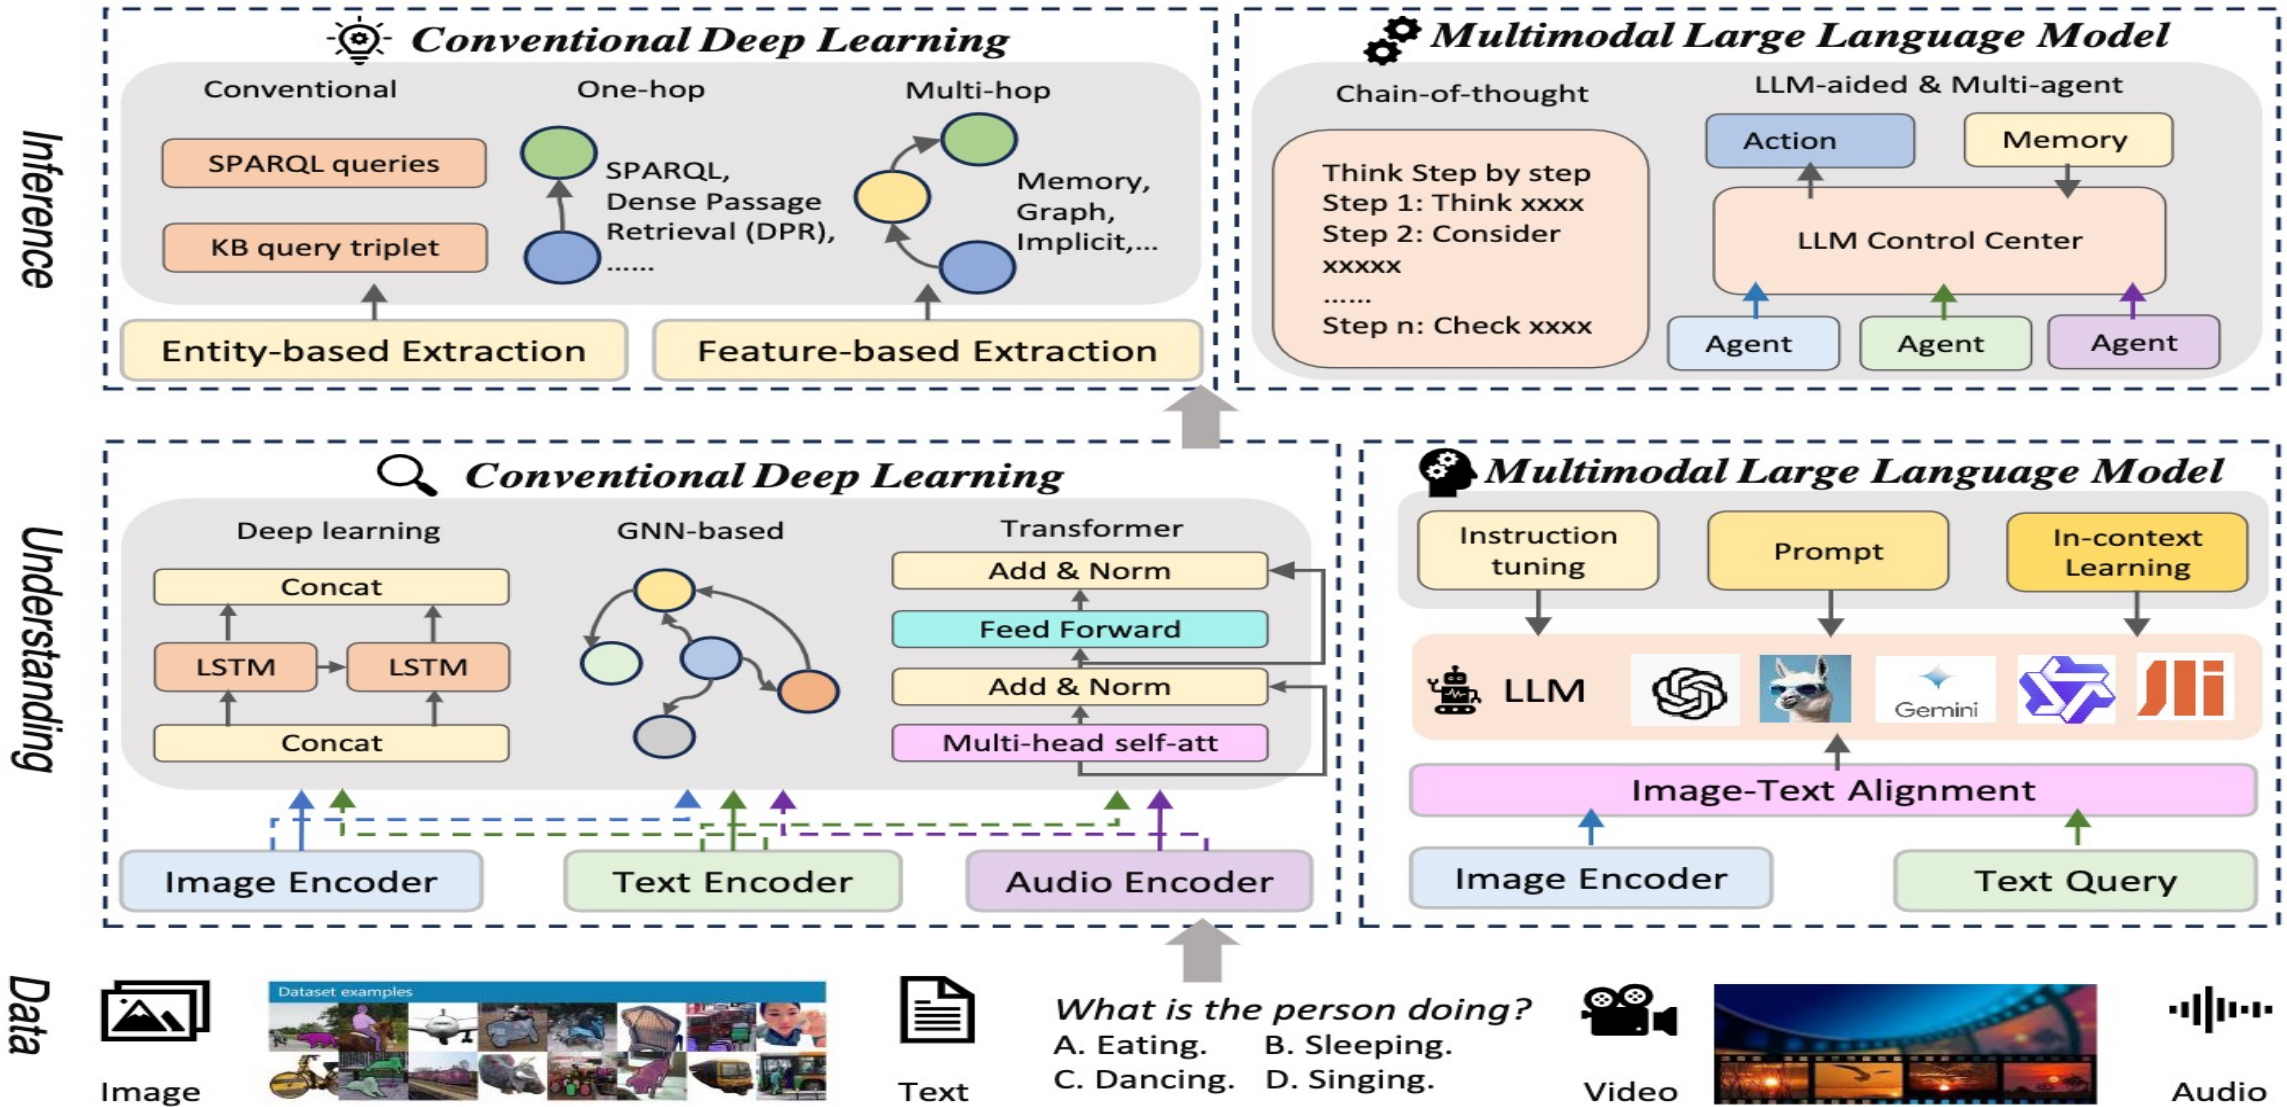 Inference
Conventional Deep Learning
Conventional
One-hop
Multi-hop
SPARQL queries
KB query triplet
SPARQL,
Dense Passage
Retrieval (DPR),
......
Memory,
Graph,
Implicit,...
Entity-based Extraction
Feature-based Extraction
Multimodal Large Language Model
Chain-of-thought
Think Step by step
Step 1: Think xxxx
Step 2: Consider
xxxxx
......
Step n: Check xxxx
LLM-aided & Multi-agent
Action
Memory
LLM Control Center
Agent
Agent
Agent
Understanding
Conventional Deep Learning
Deep learning
GNN-based
Transformer
Concat
LSTM
LSTM
Concat
Add & Norm
Feed Forward
Add & Norm
Multi-head self-att
Image Encoder
Text Encoder
Audio Encoder
Multimodal Large Language Model
Instruction
tuning
Prompt
In-context
Learning
LLM
Gemini
Image-Text Alignment
Image Encoder
Text Query
Data
Image
Dataset examples
Text
What is the person doing?
A. Eating. B. Sleeping.
C. Dancing. D. Singing.
Video
Audio